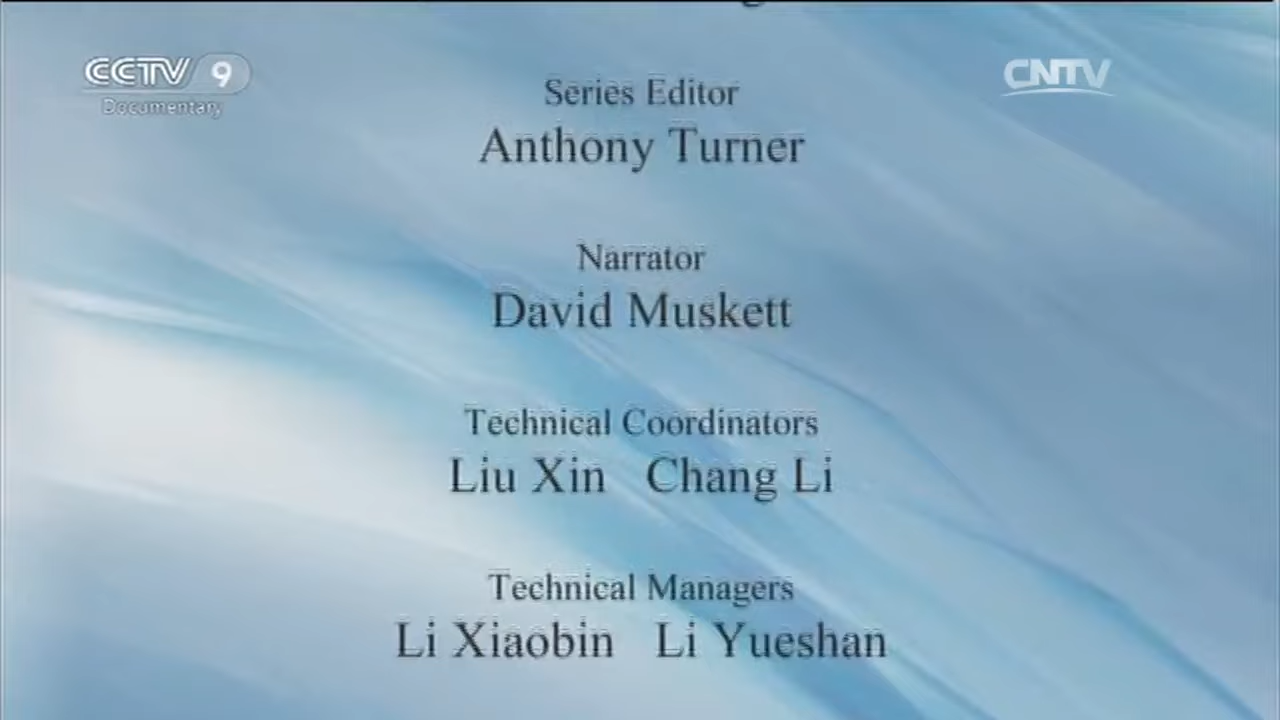 CCTV 9
Documentary
CNTV
Series Editor
Anthony Turner
Narrator
David Muskett
Technical Coordinators
Liu Xin Chang Li
Technical Managers
Li Xiaobin Li Yueshan